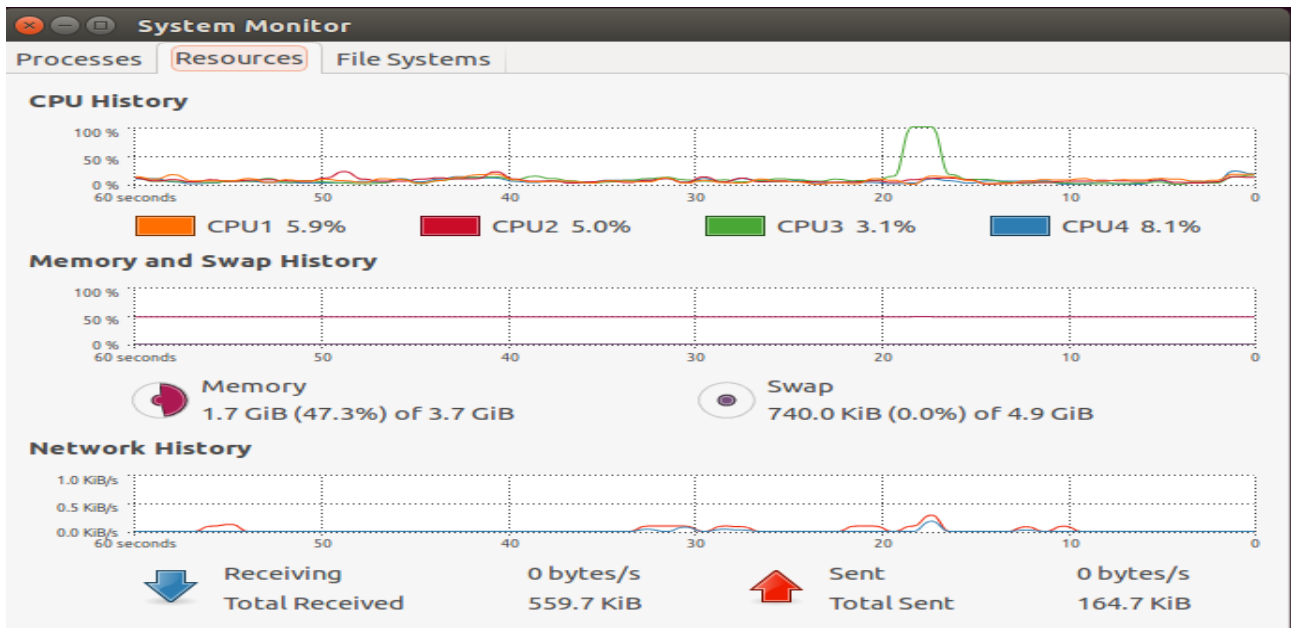 System Monitor
Processes Resources File Systems
CPU History
100 %
50 %
0 %
60 seconds 50 40 30 20 10 0
CPU1 5.9% CPU2 5.0% CPU3 3.1% CPU4 8.1%
Memory and Swap History
100 %
50 %
0 %
60 seconds 50 40 30 20 10 0
Memory Swap
1.7 GiB (47.3%) of 3.7 GiB 740.0 KiB (0.0%) of 4.9 GiB
Network History
1.0 KiB/s
0.5 KiB/s
0.0 KiB/s
60 seconds 50 40 30 20 10 0
Receiving 0 bytes/s Sent 0 bytes/s
Total Received 559.7 KiB Total Sent 164.7 KiB